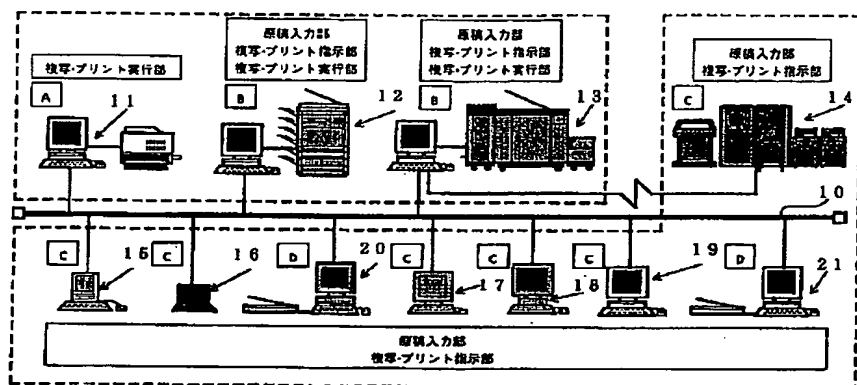 複写・プリント実行部
A
11
原稿入力部
複写・プリント指示部
複写・プリント実行部
B
12
原稿入力部
複写・プリント指示部
複写・プリント実行部
B
13
原稿入力部
複写・プリント指示部
C
14
10
C
15
C
16
D
20
C
17
C
18
C
19
D
21
原稿入力部
複写・プリント指示部